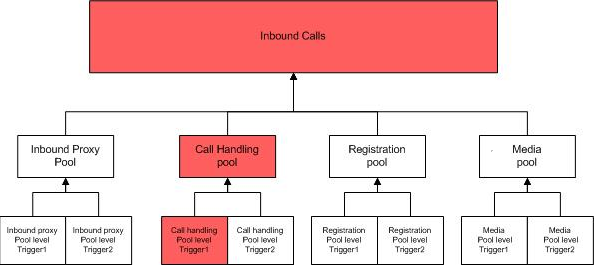 Inbound Calls
Inbound Proxy
Pool
Call Handling
pool
Registration
pool
Media
pool
Inbound proxy
Pool level
Trigger1
Inbound proxy
Pool level
Trigger2
Call handling
Pool level
Trigger1
Call handling
Pool level
Trigger2
Registration
Pool level
Trigger1
Registration
Pool level
Trigger2
Media
Pool level
Trigger1
Media
Pool level
Trigger2